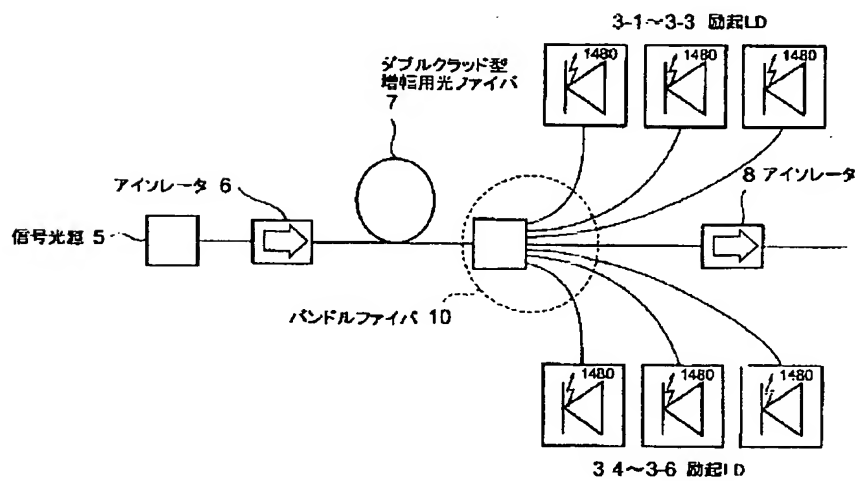 3-1～3-3 励起LD
1480 1480 1480
ダブルクラッド型
増幅用光ファイバ
7
アイソレータ 6
8 アイソレータ
信号光源 5
バンドルファイバ 10
1480 1480 1480
3 4～3-6 励起LD